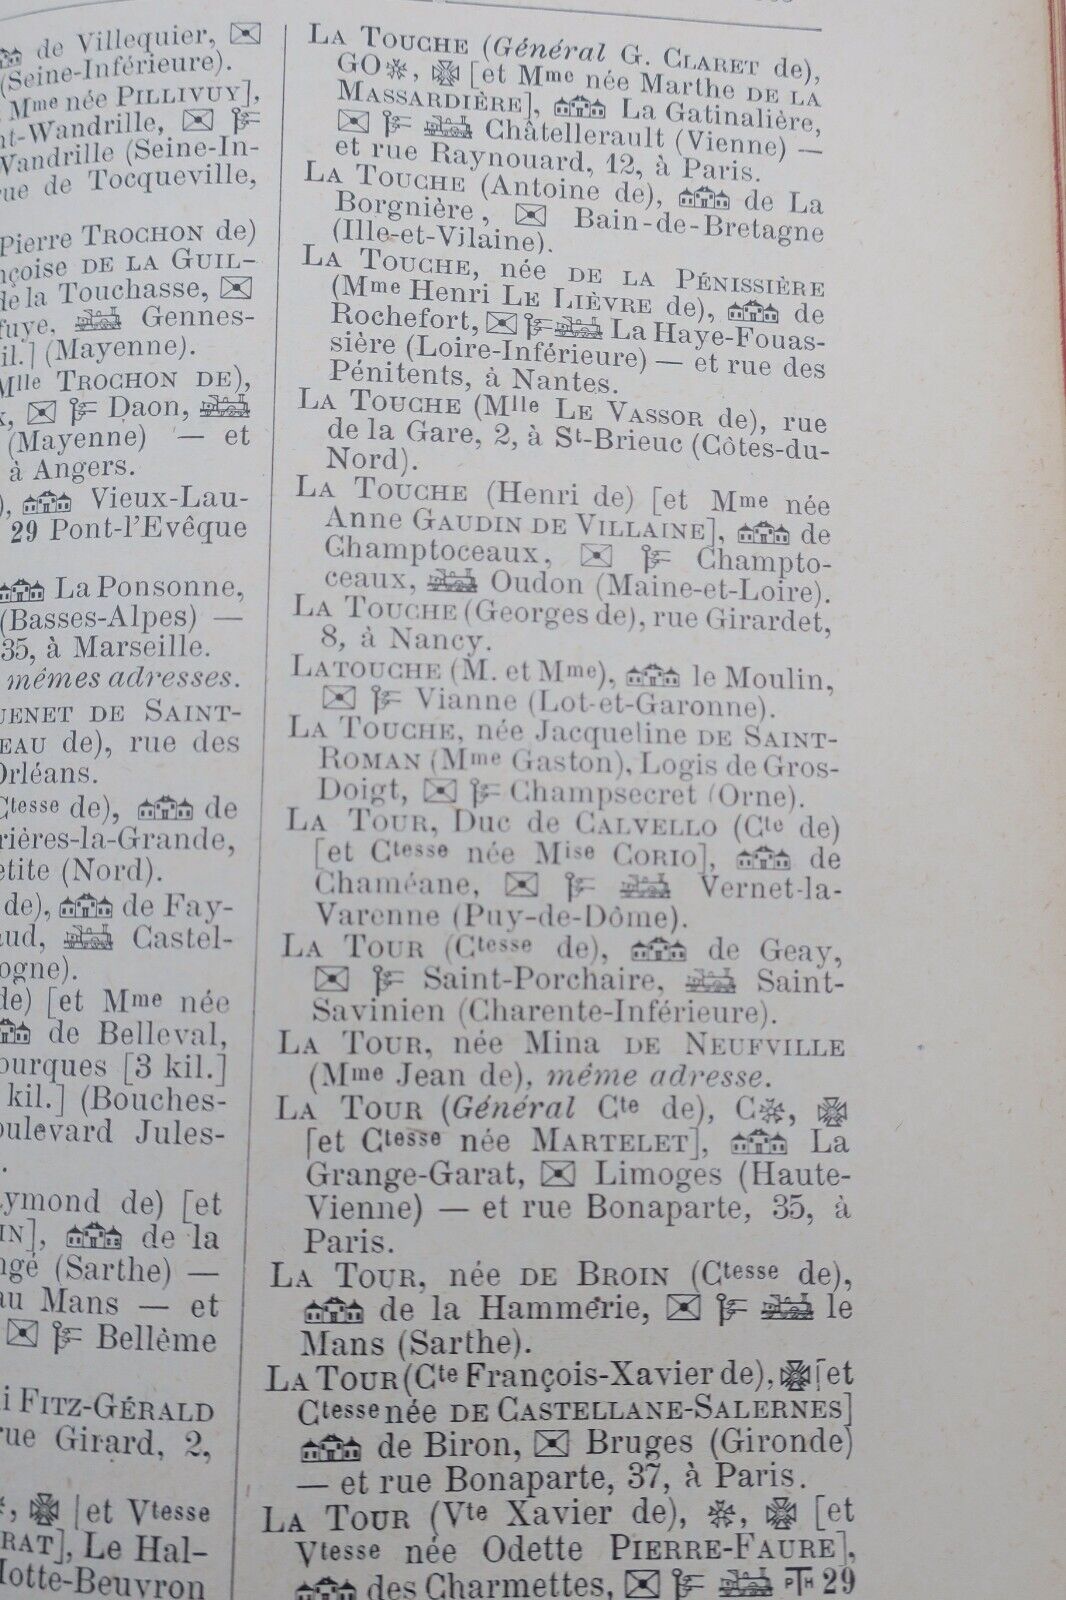 de Villequier,
(Seine-Inférieure).
Mme née PILLIVUY],
nt-Wandrille,
Wandrille (Seine-In-
rue de Tocqueville,
Pierre TROCHON de)
nçoise DE LA GUIL-
de la Touchasse,
fuye, Gennes-
il.] (Mayenne).
Mlle TROCHON DE),
x, Daon,
(Mayenne) — et
à Angers.
), Vieux-Lau-
29 Pont-l'Evêque
La Ponsonne,
(Basses-Alpes) —
35, à Marseille.
mêmes adresses.
UENET DE SAINT-
EAU de), rue des
Orléans.
Ctesse de), de
rières-la-Grande,
etite (Nord).
de), de Fay-
aud, Castel-
ogne).
de) [et Mme née
de Belleval,
ourques [3 kil.]
kil.] (Bouches-
oulevard Jules-
.
aymond de) [et
IN], de la
ngé (Sarthe) —
au Mans — et
Bellême
i FITZ-GÉRALD
rue Girard, 2,
, [et Vtesse
RAT], Le Hal-
Motte-Beuvron
LA TOUCHE (Général G. CLARET de),
GO, [et Mme née Marthe DE LA
MASSARDIÈRE], La Gatinalière,
Châtellerault (Vienne) —
et rue Raynouard, 12, à Paris.
LA TOUCHE (Antoine de), de La
Borgnière, Bain-de-Bretagne
(Ille-et-Vilaine).
LA TOUCHE, née DE LA PÉNISSIÈRE
(Mme Henri LE LIÈVRE de), de
Rochefort, La Haye-Fouas-
sière (Loire-Inférieure) — et rue des
Pénitents, à Nantes.
LA TOUCHE (Mlle LE VASSOR de), rue
de la Gare, 2, à St-Brieuc (Côtes-du-
Nord).
LA TOUCHE (Henri de) [et Mme née
Anne GAUDIN DE VILLAINE], de
Champtoceaux, Champto-
ceaux, Oudon (Maine-et-Loire).
LA TOUCHE (Georges de), rue Girardet,
8, à Nancy.
LATOUCHE (M. et Mme), le Moulin,
Vianne (Lot-et-Garonne).
LA TOUCHE, née Jacqueline DE SAINT-
ROMAN (Mme Gaston), Logis de Gros-
Doigt, Champsecret (Orne).
LA TOUR, Duc de CALVELLO (Cte de)
[et Ctesse née Mise CORIO], de
Chaméane, Vernet-la-
Varenne (Puy-de-Dôme).
LA TOUR (Ctesse de), de Geay,
Saint-Porchaire, Saint-
Savinien (Charente-Inférieure).
LA TOUR, née Mina DE NEUFVILLE
(Mme Jean de), même adresse.
LA TOUR (Général Cte de), C,
[et Ctesse née MARTELET], La
Grange-Garat, Limoges (Haute-
Vienne) — et rue Bonaparte, 35, à
Paris.
LA TOUR, née DE BROIN (Ctesse de),
de la Hammerie, le
Mans (Sarthe).
LA TOUR (Cte François-Xavier de), [et
Ctesse née DE CASTELLANE-SALERNES]
de Biron, Bruges (Gironde)
— et rue Bonaparte, 37, à Paris.
LA TOUR (Vte Xavier de), , [et
Vtesse née Odette PIERRE-FAURE],
des Charmettes, PTH 29